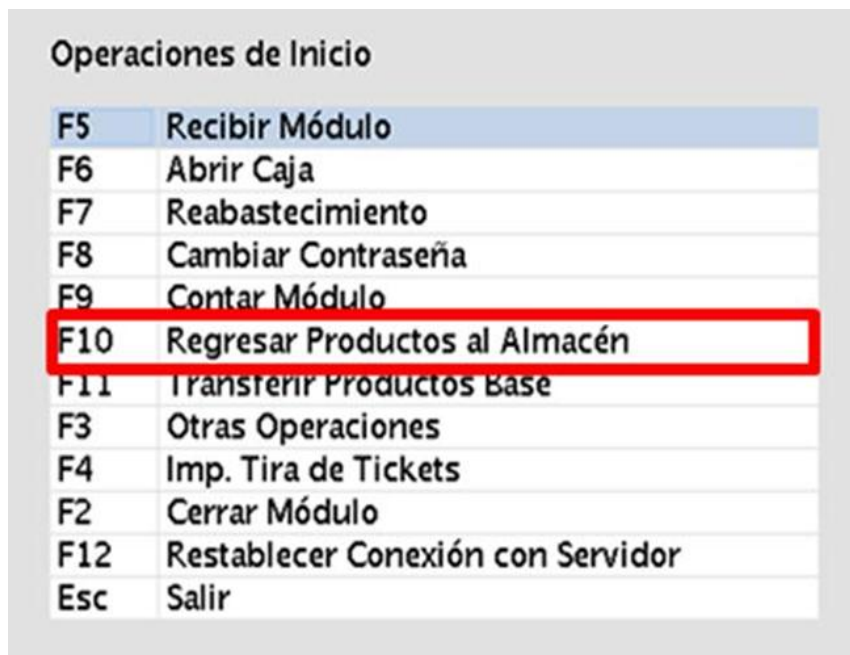 Operaciones de Inicio
F5 Recibir Módulo
F6 Abrir Caja
F7 Reabastecimiento
F8 Cambiar Contraseña
F9 Contar Módulo
F10 Regresar Productos al Almacén
F11 Transferir Productos Base
F3 Otras Operaciones
F4 Imp. Tira de Tickets
F2 Cerrar Módulo
F12 Restablecer Conexión con Servidor
Esc Salir